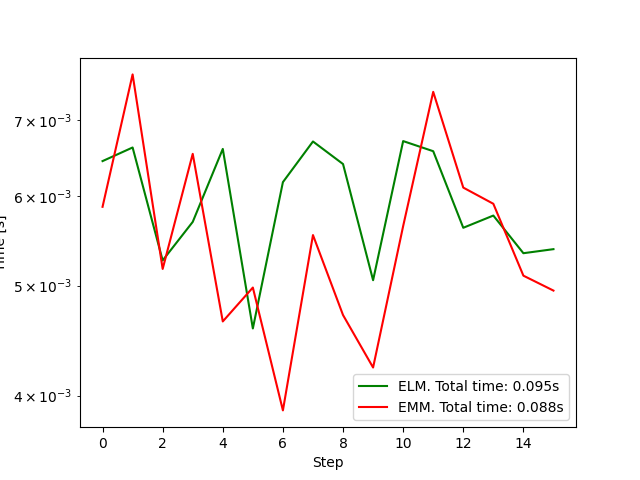 7 × 10⁻³
6 × 10⁻³
5 × 10⁻³
4 × 10⁻³
Time [s]
ELM. Total time: 0.095s
EMM. Total time: 0.088s
0 2 4 6 8 10 12 14
Step